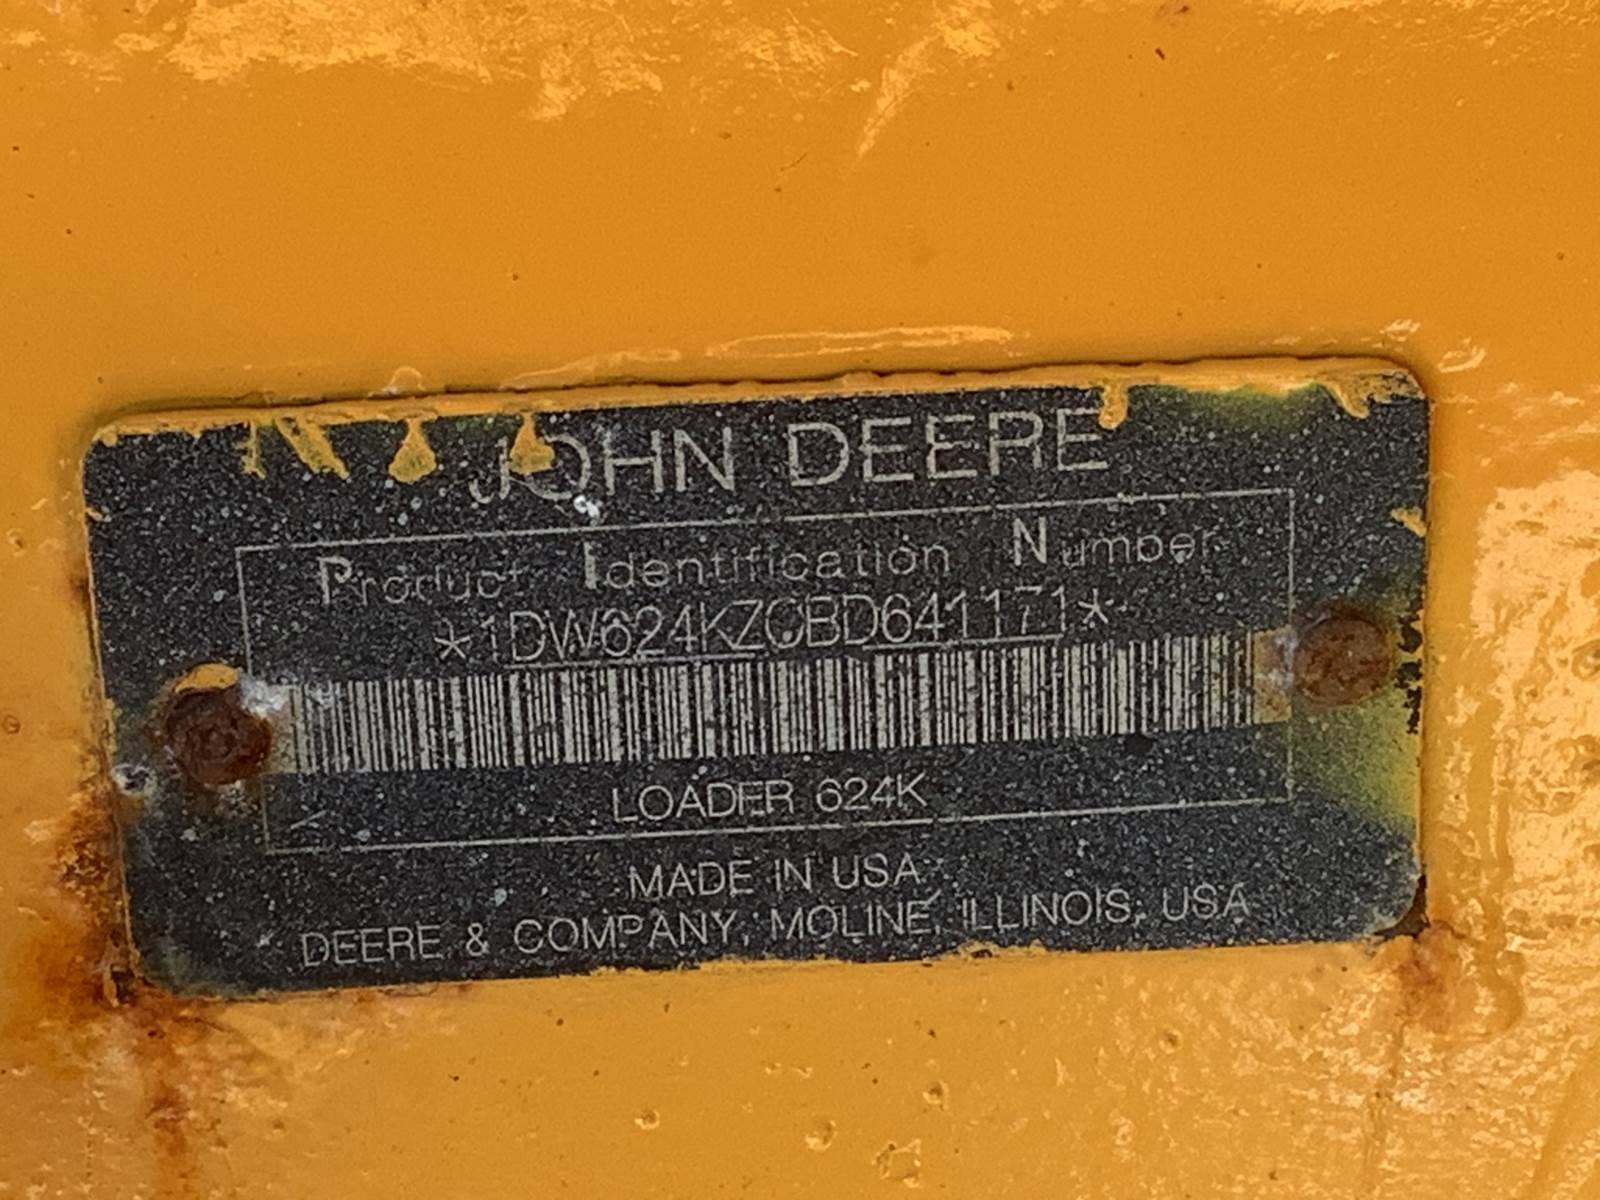 JOHN DEERE
Product Identification Number
*1DW624KZCBD641171*
LOADER 624K
MADE IN USA
DEERE & COMPANY, MOLINE, ILLINOIS, USA